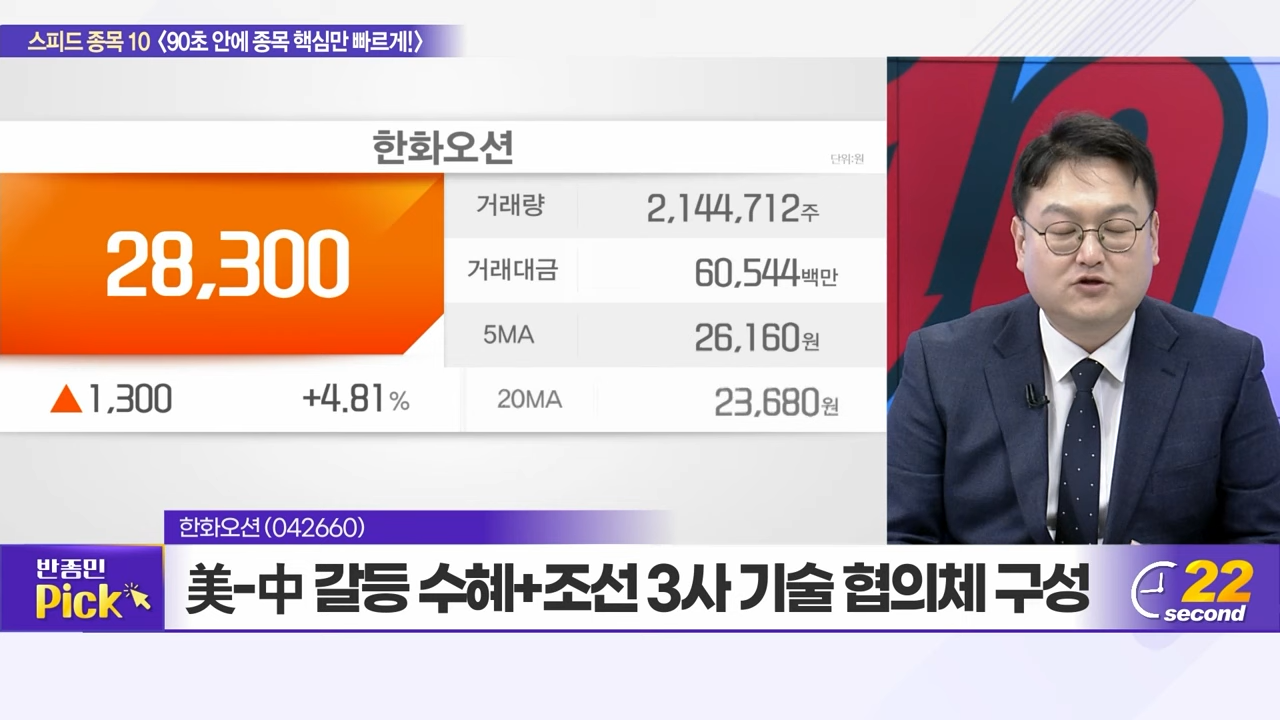 스피드 종목 10 〈90초 안에 종목 핵심만 빠르게!〉
한화오션
단위:원
28,300
▲1,300 +4.81%
거래량 2,144,712주
거래대금 60,544백만
5MA 26,160원
20MA 23,680원
한화오션(042660)
반종민
Pick
美-中 갈등 수혜+조선 3사 기술 협의체 구성
22
second